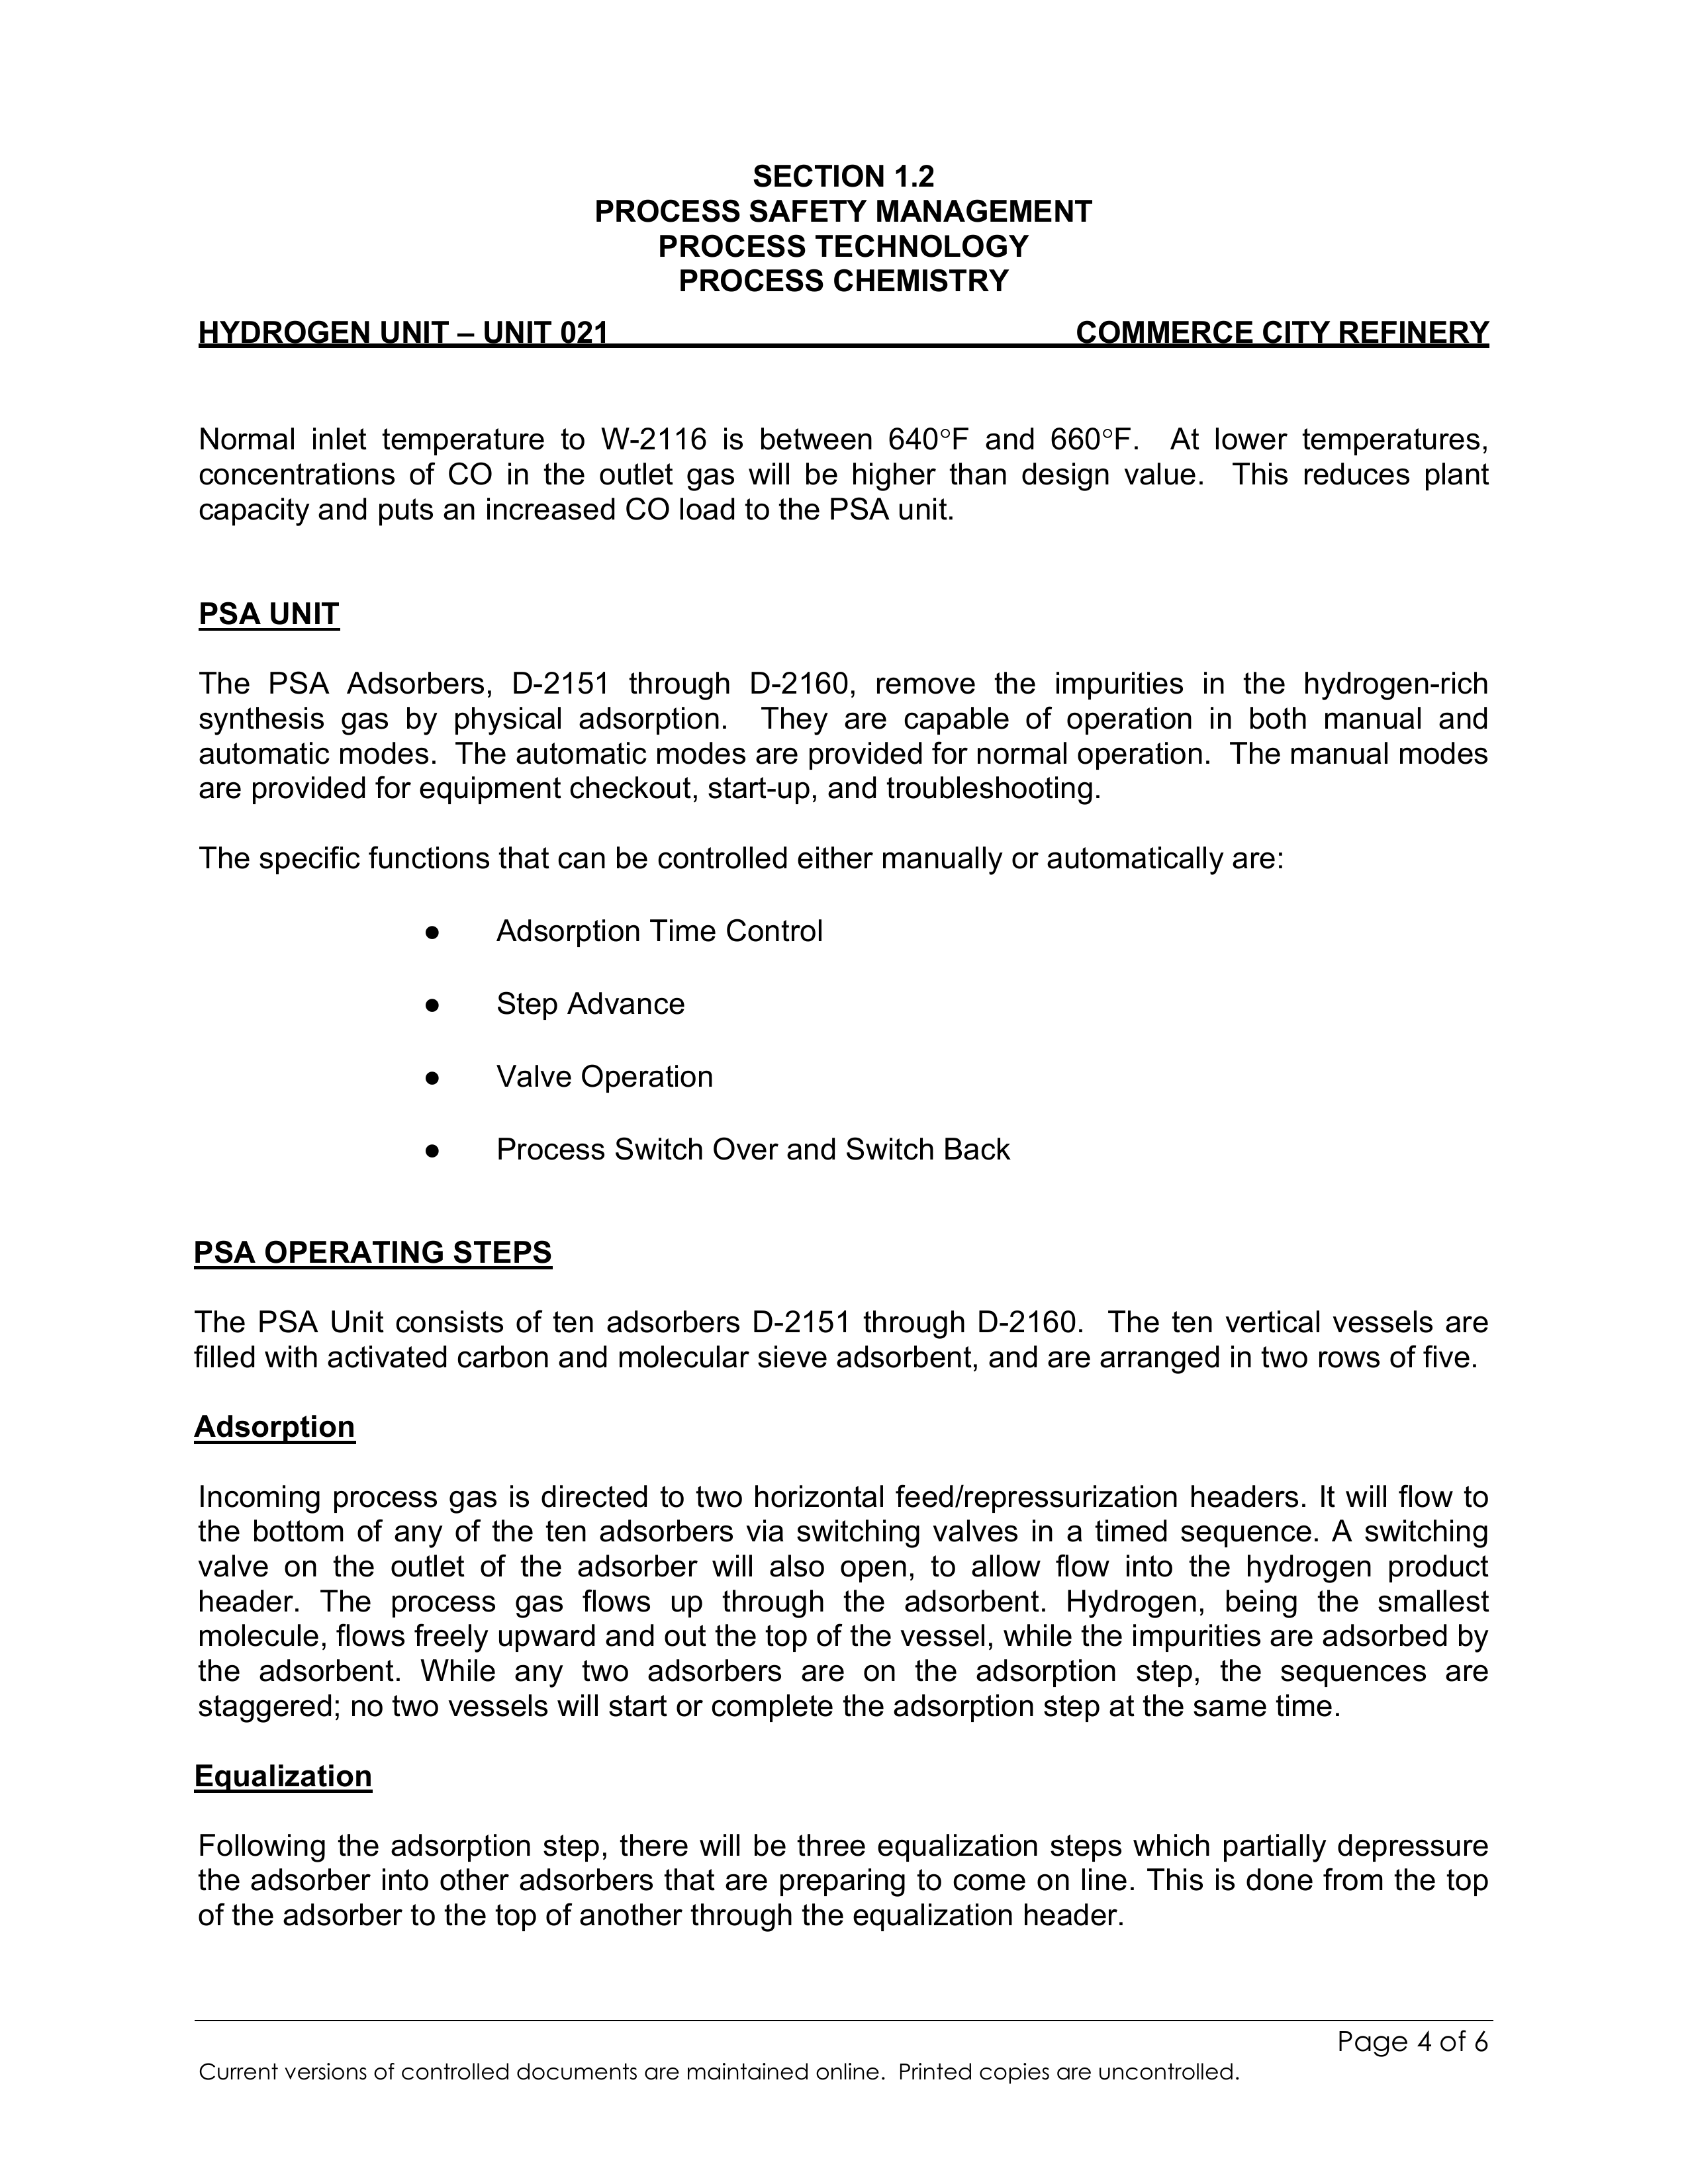 SECTION 1.2
PROCESS SAFETY MANAGEMENT
PROCESS TECHNOLOGY
PROCESS CHEMISTRY
HYDROGEN UNIT – UNIT 021 COMMERCE CITY REFINERY
Normal inlet temperature to W-2116 is between 640°F and 660°F. At lower temperatures,
concentrations of CO in the outlet gas will be higher than design value. This reduces plant
capacity and puts an increased CO load to the PSA unit.
PSA UNIT
The PSA Adsorbers, D-2151 through D-2160, remove the impurities in the hydrogen-rich
synthesis gas by physical adsorption. They are capable of operation in both manual and
automatic modes. The automatic modes are provided for normal operation. The manual modes
are provided for equipment checkout, start-up, and troubleshooting.
The specific functions that can be controlled either manually or automatically are:
● Adsorption Time Control
● Step Advance
● Valve Operation
● Process Switch Over and Switch Back
PSA OPERATING STEPS
The PSA Unit consists of ten adsorbers D-2151 through D-2160. The ten vertical vessels are
filled with activated carbon and molecular sieve adsorbent, and are arranged in two rows of five.
Adsorption
Incoming process gas is directed to two horizontal feed/repressurization headers. It will flow to
the bottom of any of the ten adsorbers via switching valves in a timed sequence. A switching
valve on the outlet of the adsorber will also open, to allow flow into the hydrogen product
header. The process gas flows up through the adsorbent. Hydrogen, being the smallest
molecule, flows freely upward and out the top of the vessel, while the impurities are adsorbed by
the adsorbent. While any two adsorbers are on the adsorption step, the sequences are
staggered; no two vessels will start or complete the adsorption step at the same time.
Equalization
Following the adsorption step, there will be three equalization steps which partially depressure
the adsorber into other adsorbers that are preparing to come on line. This is done from the top
of the adsorber to the top of another through the equalization header.
Page 4 of 6
Current versions of controlled documents are maintained online. Printed copies are uncontrolled.